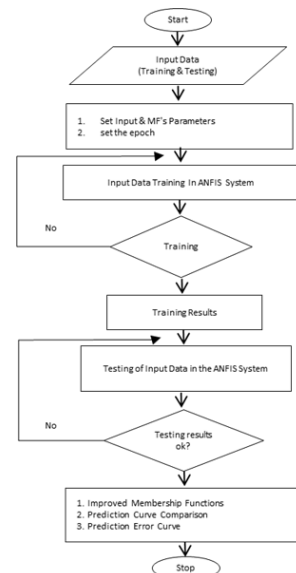 Start
Input Data
(Training & Testing)
1. Set Input & MF's Parameters
2. set the epoch
Input Data Training In ANFIS System
No
Training
Training Results
Testing of Input Data in the ANFIS System
No
Testing results
ok?
1. Improved Membership Functions
2. Prediction Curve Comparison
3. Prediction Error Curve
Stop